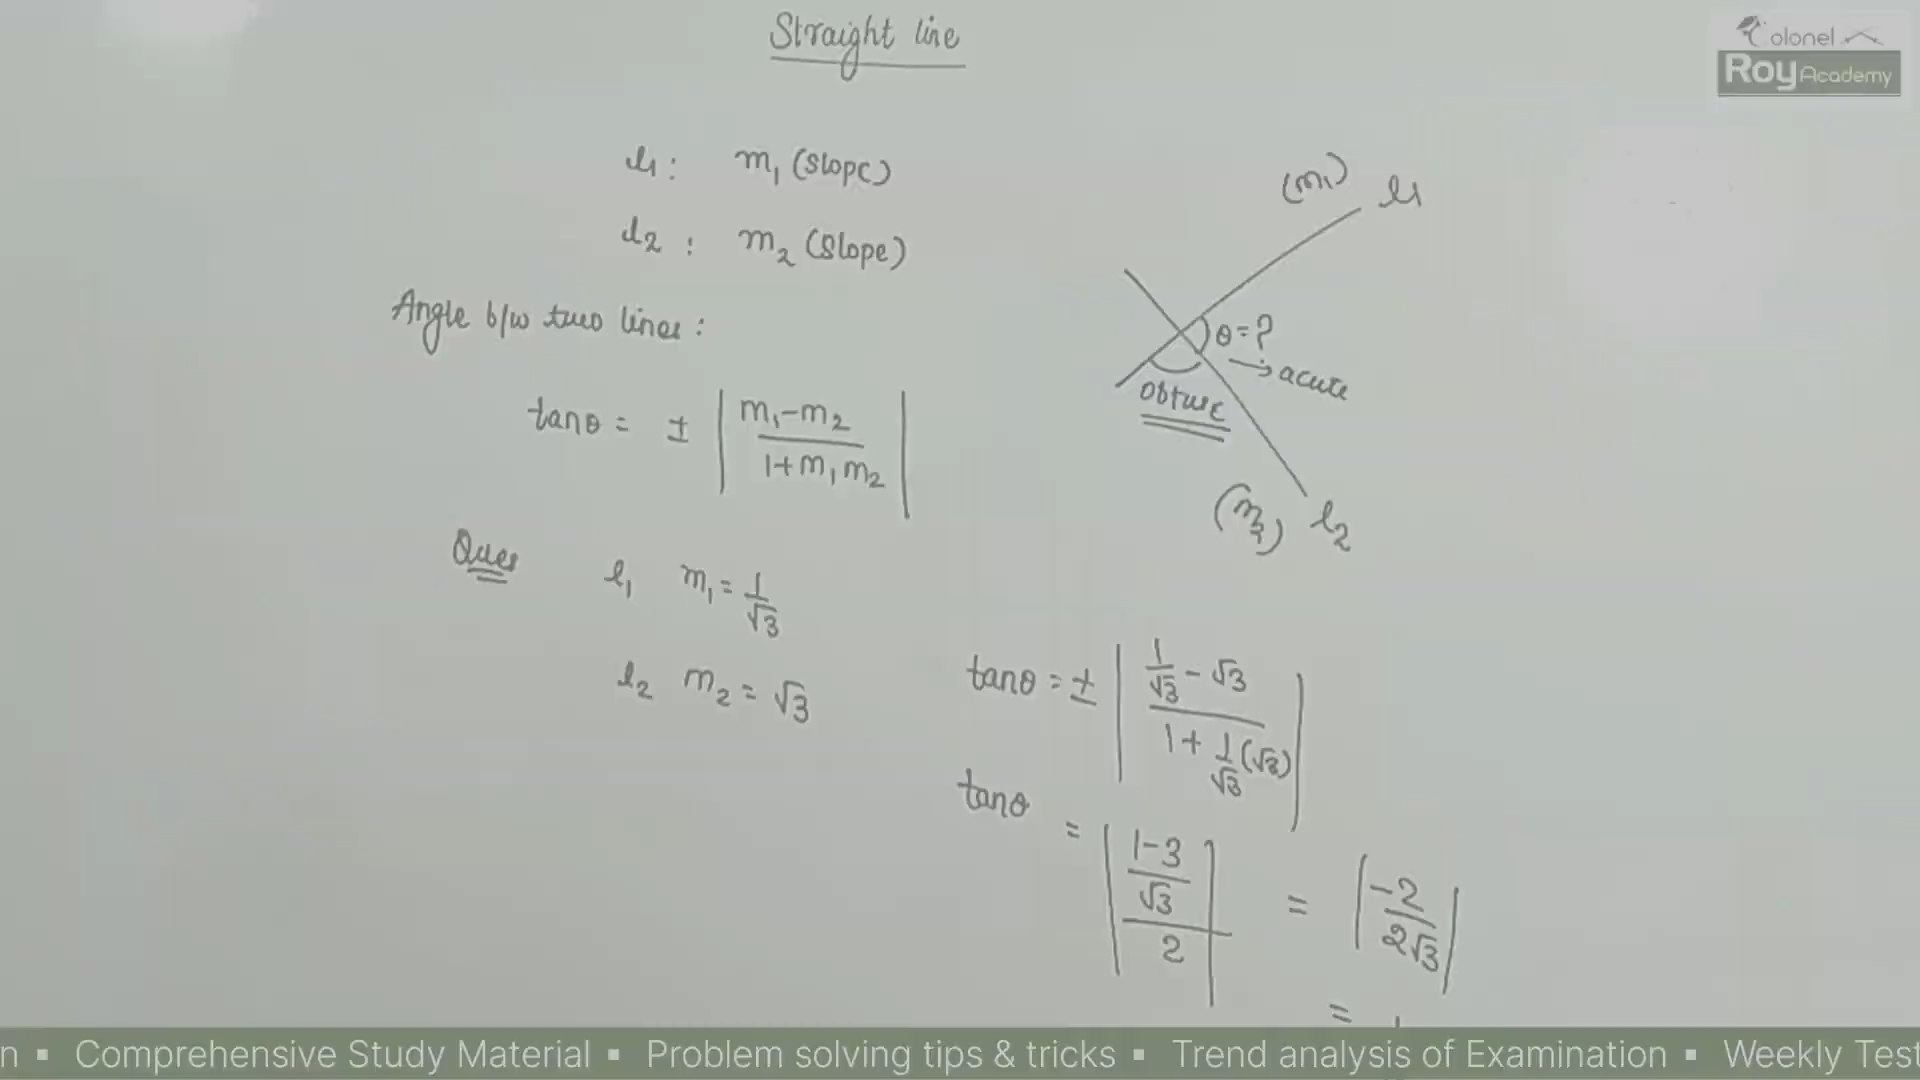 Straight line
Colonel
Roy Academy
l1 : m1 (slope)
l2 : m2 (slope)
(m1) l1
Angle b/w two lines :
θ = ?
→ acute
obtuse
tanθ = ± | m1-m2 / 1+m1m2 |
(m2) l2
Ques l1 m1 = 1/√3
l2 m2 = √3
tanθ = ± | 1/√3 - √3 / 1 + 1/√3 (√3) |
tanθ
= | 1-3/√3 / 2 | = | -2 / 2√3 |
=
n ▪ Comprehensive Study Material ▪ Problem solving tips & tricks ▪ Trend analysis of Examination ▪ Weekly Test